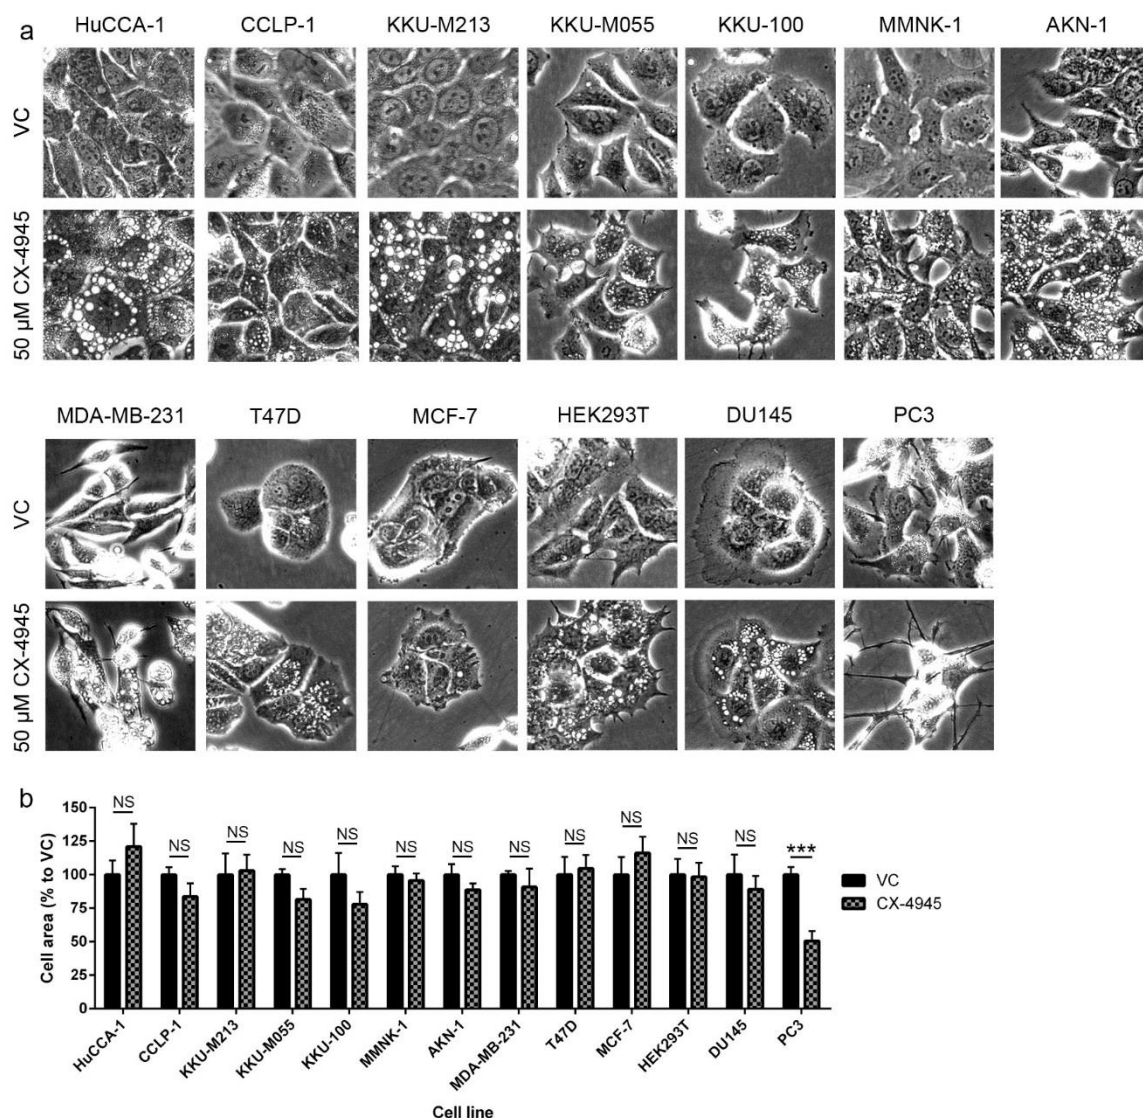 a
HuCCA-1 CCLP-1 KKU-M213 KKU-M055 KKU-100 MMNK-1 AKN-1
VC
50 µM CX-4945
MDA-MB-231 T47D MCF-7 HEK293T DU145 PC3
VC
50 µM CX-4945
b
Cell area (% to VC)
150
125
100
75
50
25
0
NS NS NS NS NS NS NS NS NS NS NS NS ***
VC
CX-4945
HuCCA-1 CCLP-1 KKU-M213 KKU-M055 KKU-100 MMNK-1 AKN-1 MDA-MB-231 T47D MCF-7 HEK293T DU145 PC3
Cell line